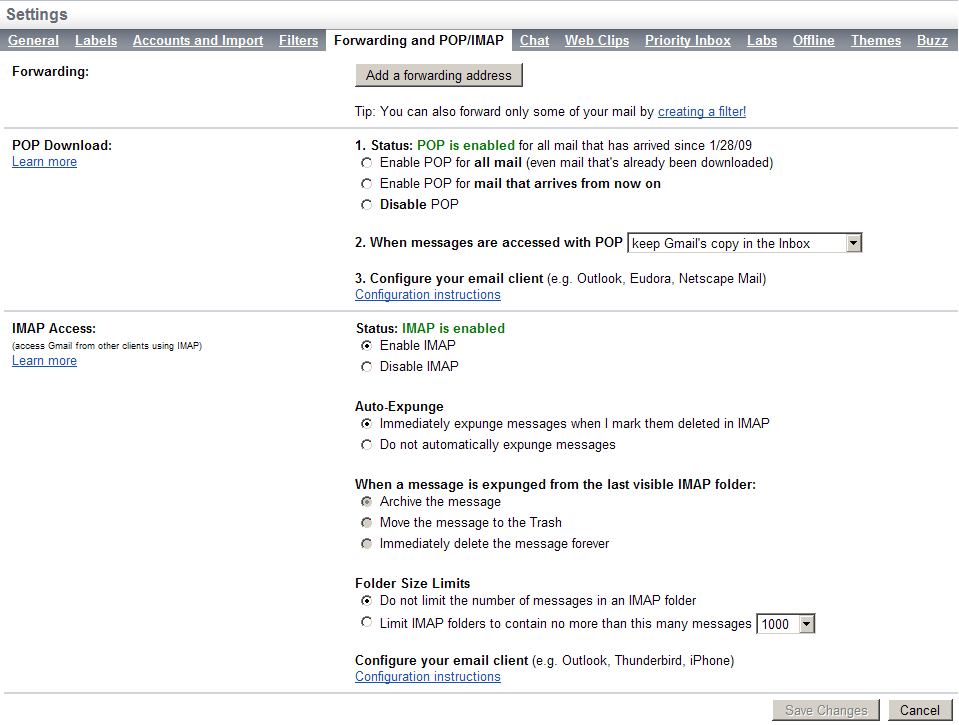 Settings
General Labels Accounts and Import Filters Forwarding and POP/IMAP Chat Web Clips Priority Inbox Labs Offline Themes Buzz
Forwarding:
Add a forwarding address
Tip: You can also forward only some of your mail by creating a filter!
POP Download:
Learn more
1. Status: POP is enabled for all mail that has arrived since 1/28/09
Enable POP for all mail (even mail that's already been downloaded)
Enable POP for mail that arrives from now on
Disable POP
2. When messages are accessed with POP keep Gmail's copy in the Inbox
3. Configure your email client (e.g. Outlook, Eudora, Netscape Mail)
Configuration instructions
IMAP Access:
(access Gmail from other clients using IMAP)
Learn more
Status: IMAP is enabled
Enable IMAP
Disable IMAP
Auto-Expunge
Immediately expunge messages when I mark them deleted in IMAP
Do not automatically expunge messages
When a message is expunged from the last visible IMAP folder:
Archive the message
Move the message to the Trash
Immediately delete the message forever
Folder Size Limits
Do not limit the number of messages in an IMAP folder
Limit IMAP folders to contain no more than this many messages 1000
Configure your email client (e.g. Outlook, Thunderbird, iPhone)
Configuration instructions
Save Changes Cancel